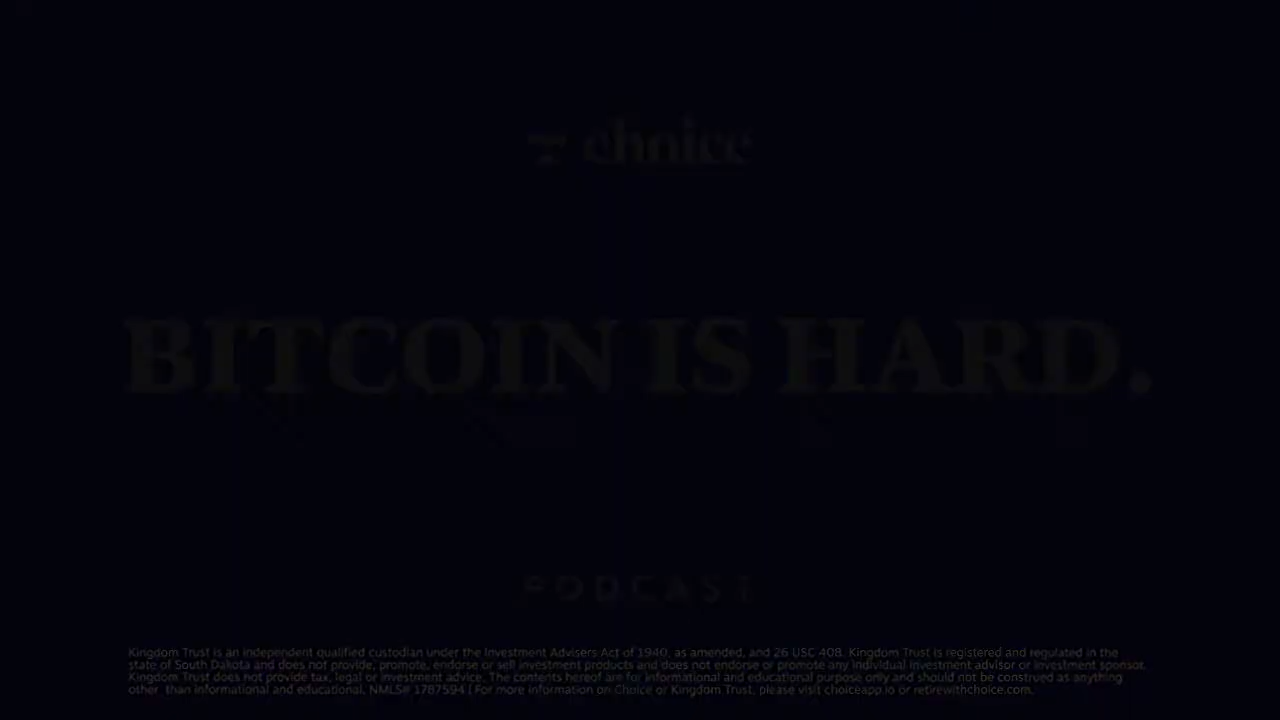 choice
BITCOIN IS HARD.
PODCAST
Kingdom Trust is an independent qualified custodian under the Investment Advisers Act of 1940, as amended, and 26 USC 408. Kingdom Trust is registered and regulated in the
state of South Dakota and does not provide, promote, endorse or sell investment products and does not endorse or promote any individual investment advisor or investment sponsor.
Kingdom Trust does not provide tax, legal or investment advice. The contents hereof are for informational and educational purpose only and should not be construed as anything
other than informational and educational. NMLS# 1787594 | For more information on Choice or Kingdom Trust, please visit choiceapp.io or retirewithchoice.com.